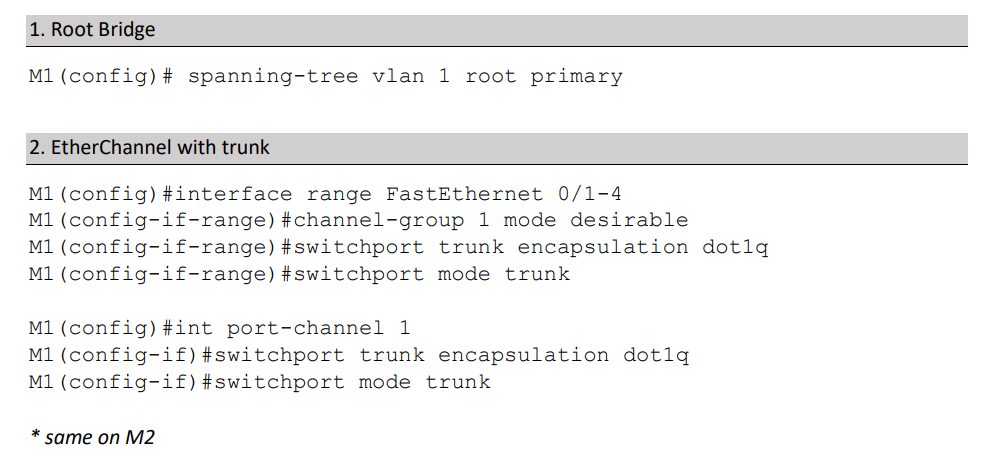 1. Root Bridge
M1(config)# spanning-tree vlan 1 root primary
2. EtherChannel with trunk
M1(config)#interface range FastEthernet 0/1-4
M1(config-if-range)#channel-group 1 mode desirable
M1(config-if-range)#switchport trunk encapsulation dot1q
M1(config-if-range)#switchport mode trunk
M1(config)#int port-channel 1
M1(config-if)#switchport trunk encapsulation dot1q
M1(config-if)#switchport mode trunk
* same on M2